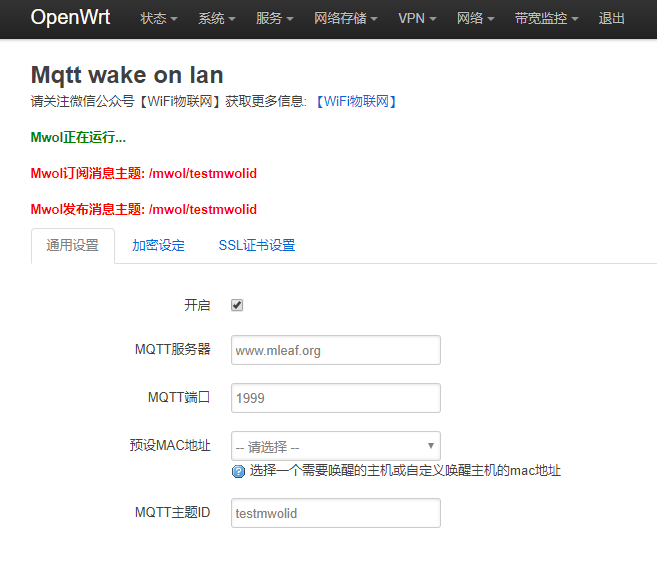 OpenWrt 状态 系统 服务 网络存储 VPN 网络 带宽监控 退出
Mqtt wake on lan
请关注微信公众号【WiFi物联网】获取更多信息: 【WiFi物联网】
Mwol正在运行...
Mwol订阅消息主题: /mwol/testmwolid
Mwol发布消息主题: /mwol/testmwolid
通用设置 加密设定 SSL证书设置
开启
MQTT服务器 www.mleaf.org
MQTT端口 1999
预设MAC地址 -- 请选择 --
选择一个需要唤醒的主机或自定义唤醒主机的mac地址
MQTT主题ID testmwolid